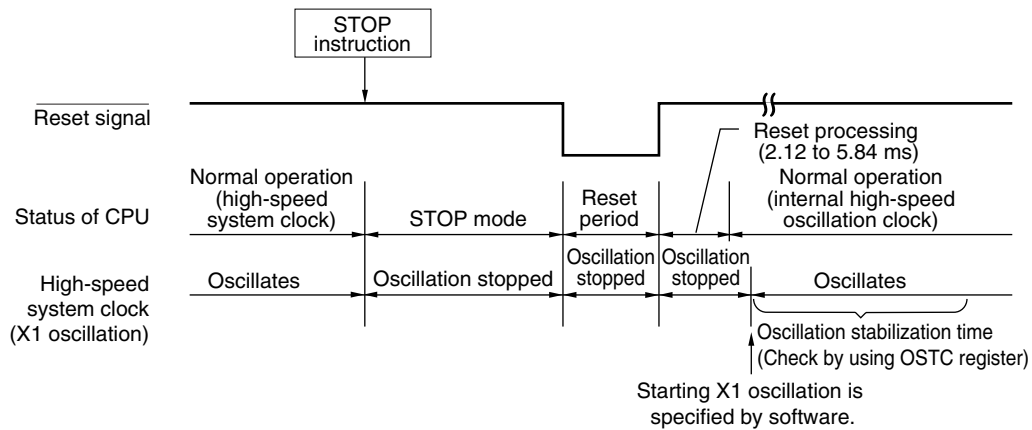 STOP
instruction
Reset signal
Reset processing
(2.12 to 5.84 ms)
Status of CPU
Normal operation
(high-speed
system clock)
STOP mode
Reset
period
Normal operation
(internal high-speed
oscillation clock)
High-speed
system clock
(X1 oscillation)
Oscillates
Oscillation stopped
Oscillation
stopped
Oscillation
stopped
Oscillates
Oscillation stabilization time
(Check by using OSTC register)
Starting X1 oscillation is
specified by software.